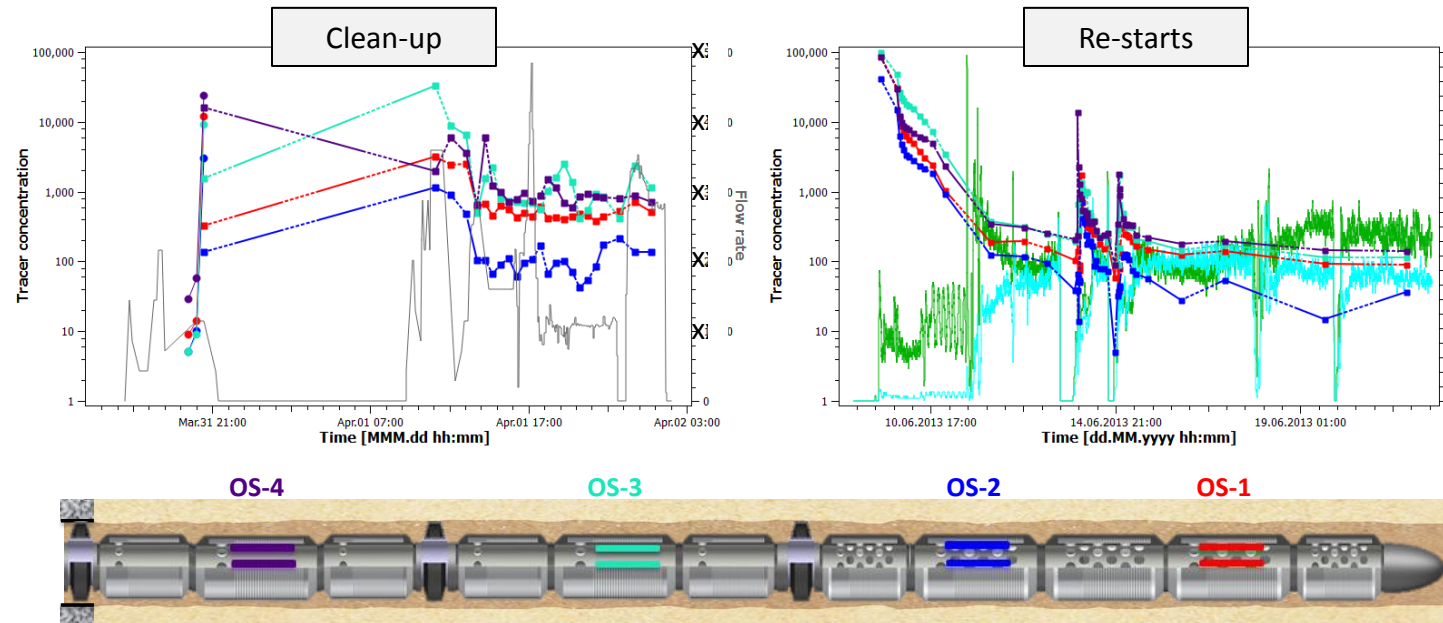 Clean-up
Re-starts
Tracer concentration
100,000
10,000
1,000
100
10
1
X
X
X
X
X
X
0
Flow rate
Mar.31 21:00
Apr.01 07:00
Apr.01 17:00
Apr.02 03:00
Time [MMM.dd hh:mm]
Tracer concentration
100,000
10,000
1,000
100
10
1
10.06.2013 17:00
14.06.2013 21:00
19.06.2013 01:00
Time [dd.MM.yyyy hh:mm]
OS-4
OS-3
OS-2
OS-1